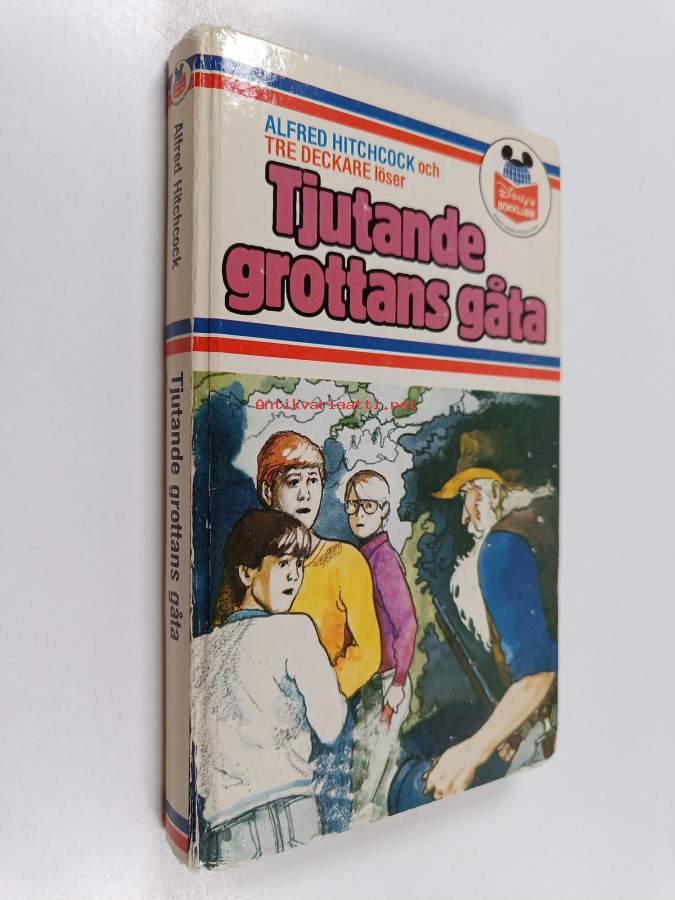 ALFRED HITCHCOCK och
TRE DECKARE löser
Tjutande
grottans gåta
Disney's
BOKKLUBB
Alfred Hitchcock
Tjutande grottans gåta
Antikvariaatti.net